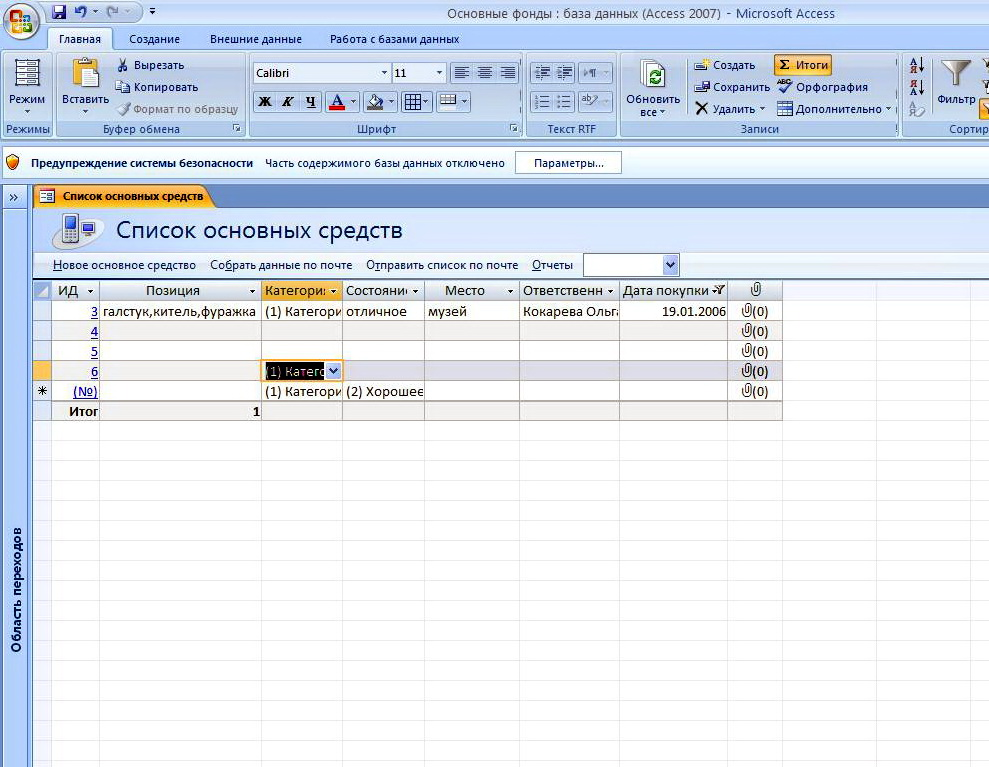 Основные фонды : база данных (Access 2007) - Microsoft Access
Главная Создание Внешние данные Работа с базами данных
Режим
Режимы
Вставить
Вырезать
Копировать
Формат по образцу
Буфер обмена
Calibri 11
Ж К Ч А
Шрифт
Текст RTF
Обновить все
Создать
Сохранить
Удалить
Σ Итоги
Орфография
Дополнительно
Записи
Фильтр
Сортир
Предупреждение системы безопасности Часть содержимого базы данных отключено Параметры...
» Список основных средств
Список основных средств
Новое основное средство Собрать данные по почте Отправить список по почте Отчеты
ИД Позиция Категори Состояни Место Ответственн Дата покупки
3 галстук,китель,фуражка (1) Категори отличное музей Кокарева Ольга 19.01.2006 (0)
4 (0)
5 (0)
6 (1) Катего (0)
* (№) (1) Категори (2) Хорошее (0)
Итог 1
Область переходов